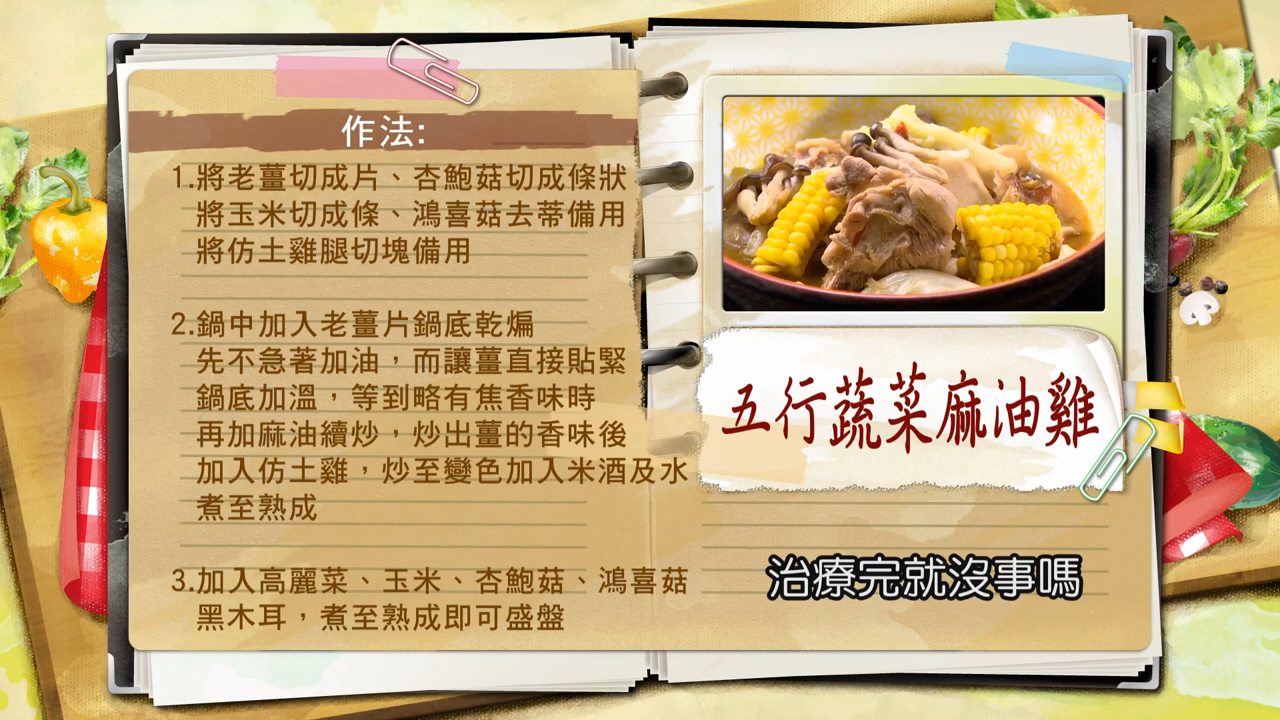 作法:
1.將老薑切成片、杏鮑菇切成條狀
將玉米切成條、鴻喜菇去蒂備用
將仿土雞腿切塊備用
2.鍋中加入老薑片鍋底乾煸
先不急著加油，而讓薑直接貼緊
鍋底加溫，等到略有焦香味時
再加麻油續炒，炒出薑的香味後
加入仿土雞，炒至變色加入米酒及水
煮至熟成
3.加入高麗菜、玉米、杏鮑菇、鴻喜菇
黑木耳，煮至熟成即可盛盤
五行蔬菜麻油雞
治療完就沒事嗎